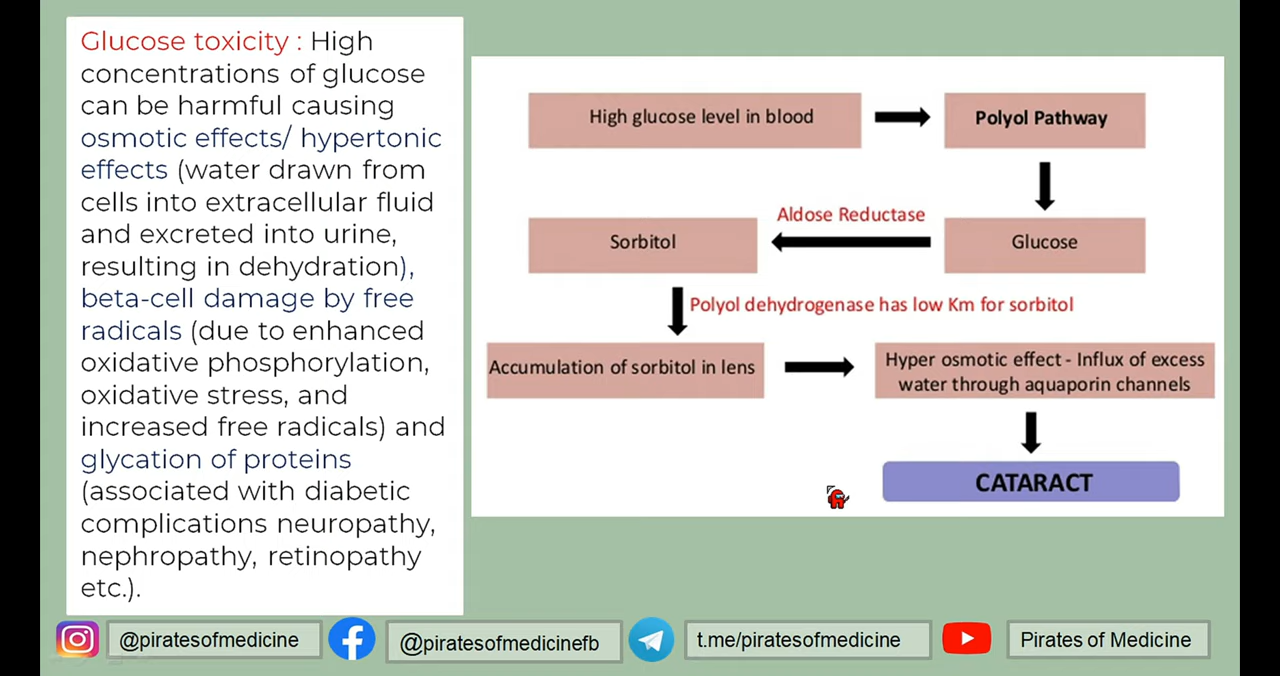 Glucose toxicity : High
concentrations of glucose
can be harmful causing
osmotic effects/ hypertonic
effects (water drawn from
cells into extracellular fluid
and excreted into urine,
resulting in dehydration),
beta-cell damage by free
radicals (due to enhanced
oxidative phosphorylation,
oxidative stress, and
increased free radicals) and
glycation of proteins
(associated with diabetic
complications neuropathy,
nephropathy, retinopathy
etc.).
High glucose level in blood
Polyol Pathway
Aldose Reductase
Sorbitol
Glucose
Polyol dehydrogenase has low Km for sorbitol
Accumulation of sorbitol in lens
Hyper osmotic effect - Influx of excess
water through aquaporin channels
CATARACT
@piratesofmedicine
@piratesofmedicinefb
t.me/piratesofmedicine
Pirates of Medicine